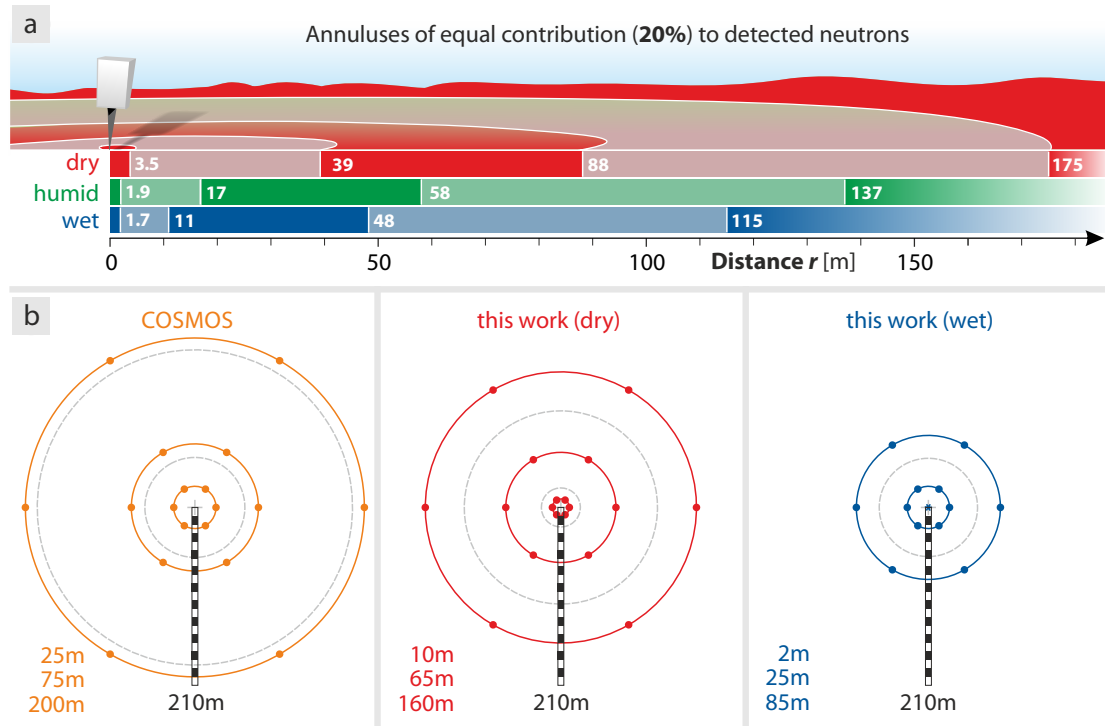 a
Annuluses of equal contribution (20%) to detected neutrons
dry 3.5 39 88 175
humid 1.9 17 58 137
wet 1.7 11 48 115
0 50 100 Distance r [m] 150
b
COSMOS
25m
75m
200m
210m
this work (dry)
10m
65m
160m
210m
this work (wet)
2m
25m
85m
210m